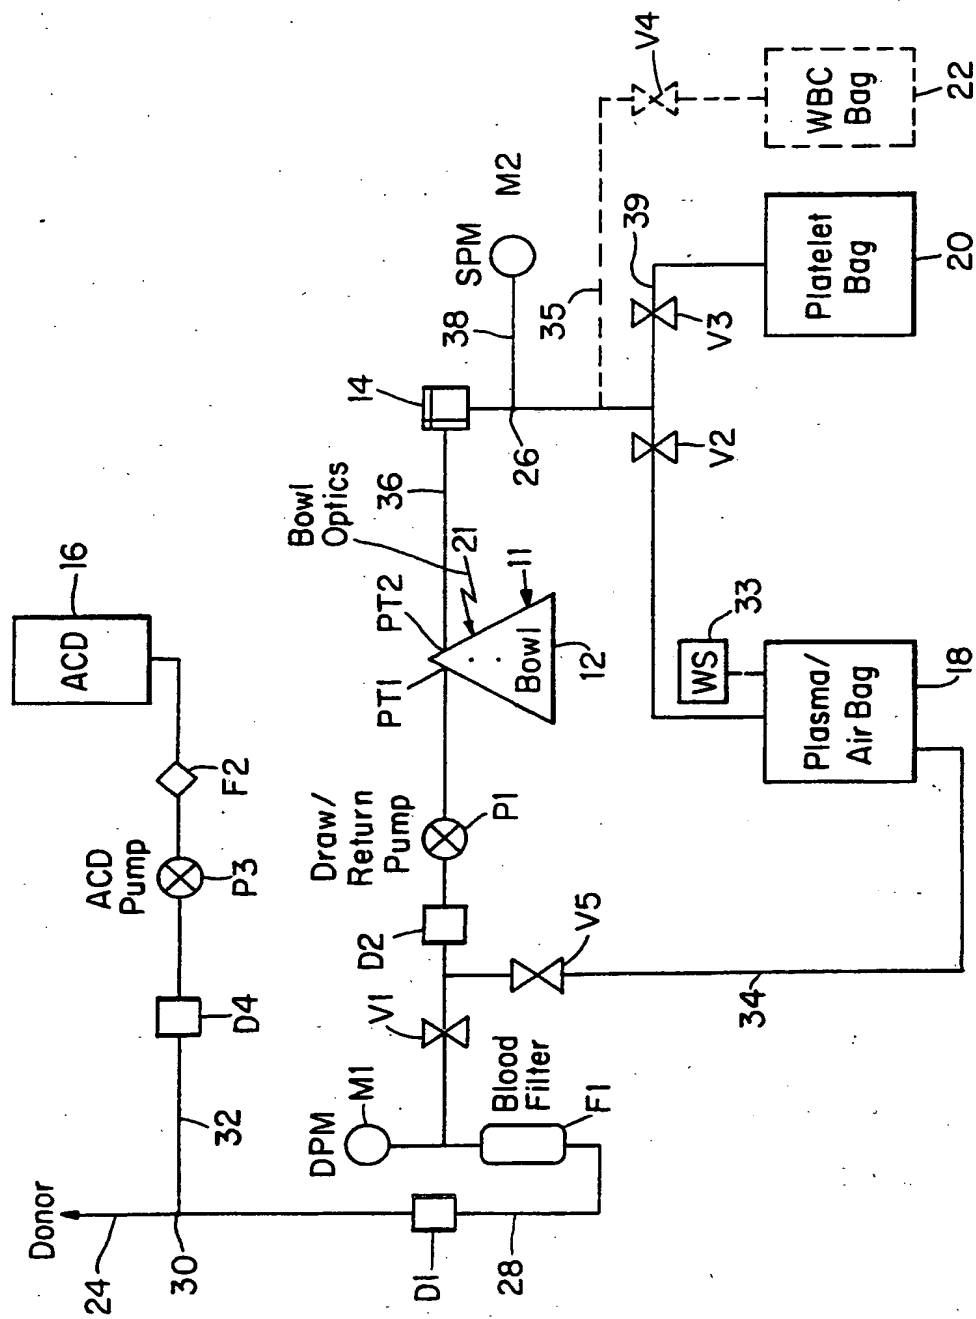 Donor
24
30
32
D4
ACD
Pump
P3
F2
ACD
16
D1
28
DPM
M1
Blood
Filter
F1
V1
D2
V5
34
Draw/
Return
Pump
P1
PT1
PT2
Bowl
Optics
21
11
Bowl
12
36
14
26
38
SPM
M2
35
V4
WBC
Bag
22
39
V3
V2
Platelet
Bag
20
WS
33
Plasma/
Air Bag
18